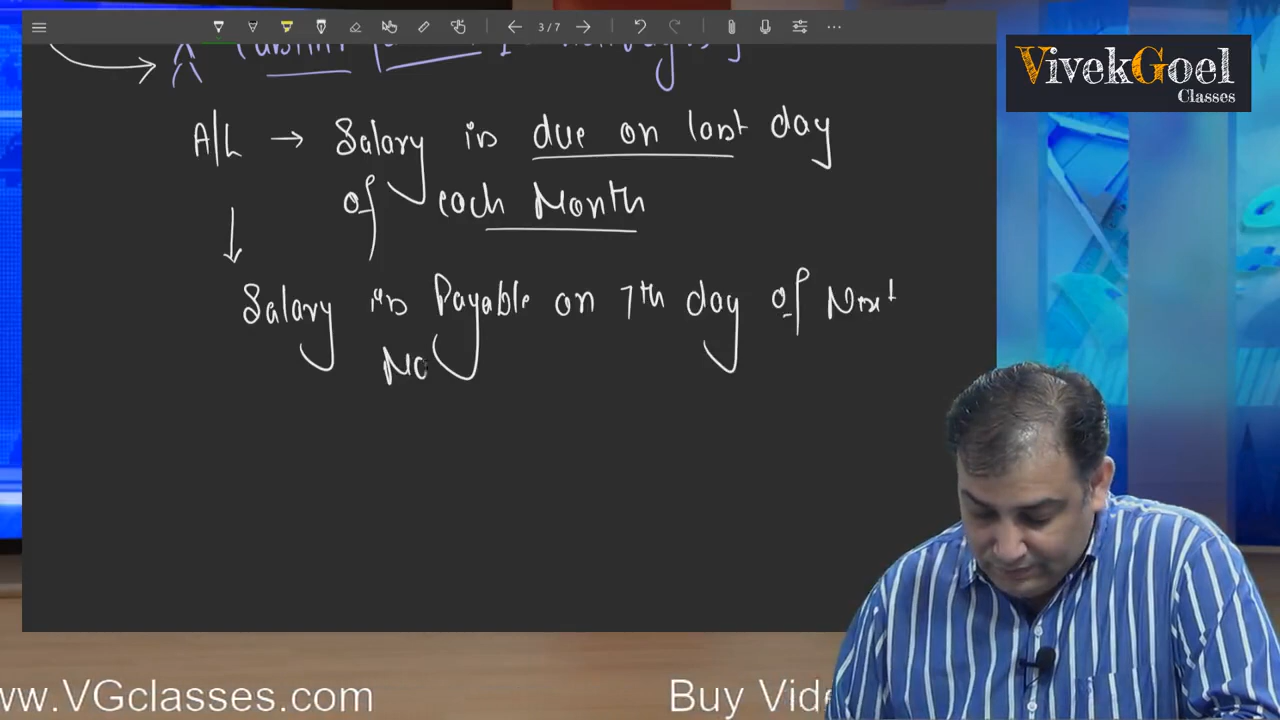 3/7
VivekGoel
Classes
A/L → Salary is due on last day
of each Month
Salary is Payable on 7th day of Next
Mo
ww.VGclasses.com
Buy Vide